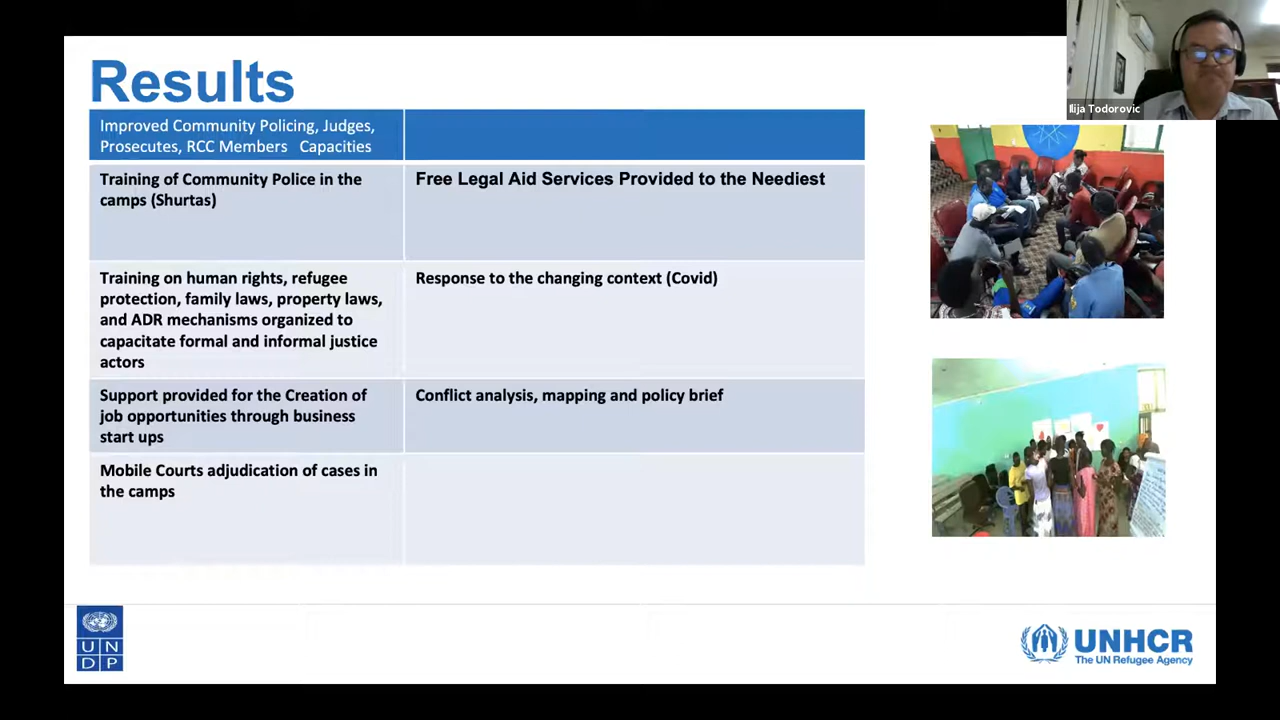 Results
Ilija Todorovic
Improved Community Policing, Judges,
Prosecutes, RCC Members Capacities
Training of Community Police in the
camps (Shurtas)
Free Legal Aid Services Provided to the Neediest
Training on human rights, refugee
protection, family laws, property laws,
and ADR mechanisms organized to
capacitate formal and informal justice
actors
Response to the changing context (Covid)
Support provided for the Creation of
job opportunities through business
start ups
Conflict analysis, mapping and policy brief
Mobile Courts adjudication of cases in
the camps
U N
D P
UNHCR
The UN Refugee Agency